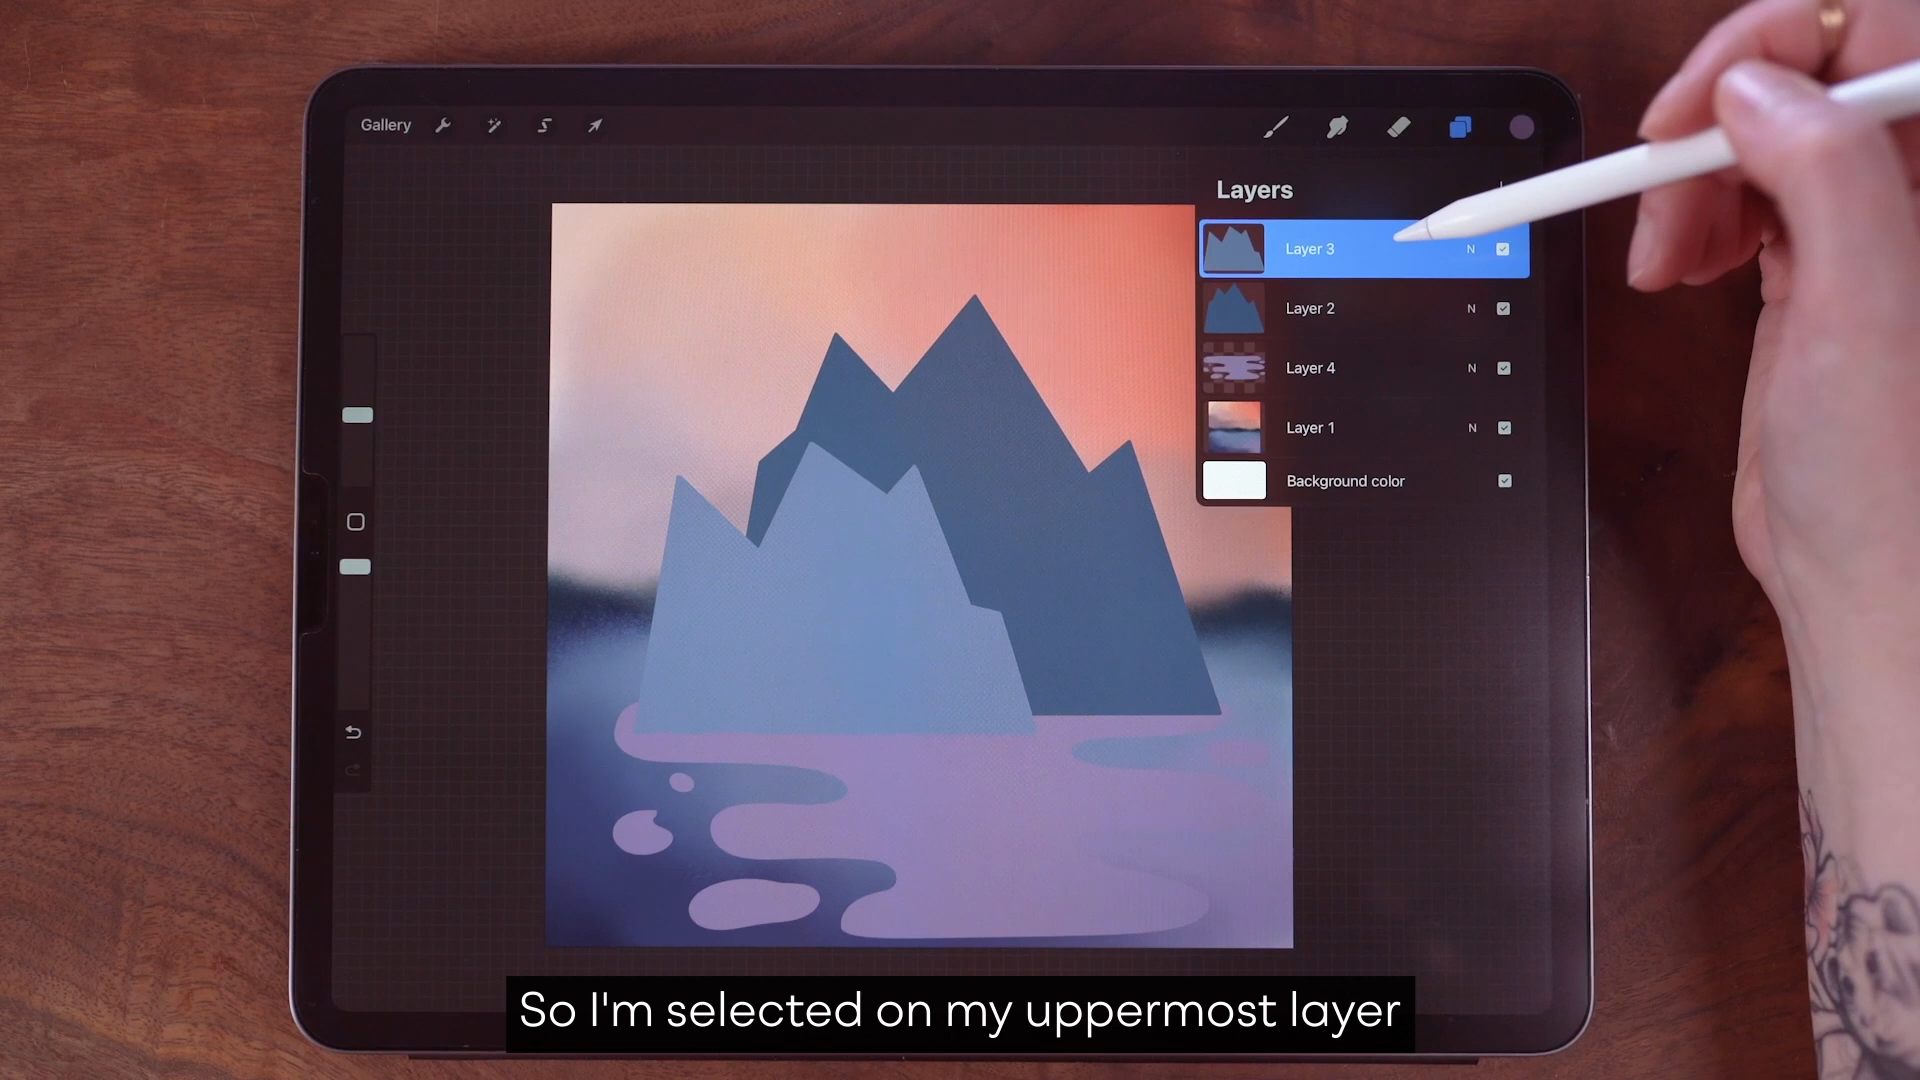 Gallery
Layers
Layer 3 N
Layer 2 N
Layer 4 N
Layer 1 N
Background color
So I'm selected on my uppermost layer